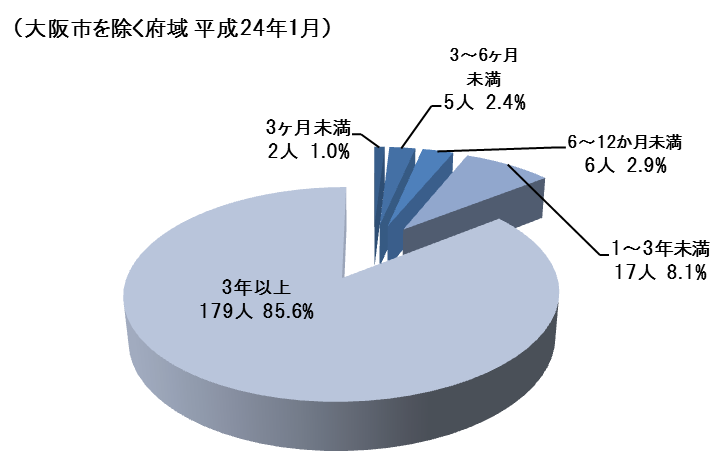 （大阪市を除く府域 平成24年1月）
3～6ヶ月
未満
5人 2.4%
3ヶ月未満
2人 1.0%
6～12か月未満
6人 2.9%
1～3年未満
17人 8.1%
3年以上
179人 85.6%